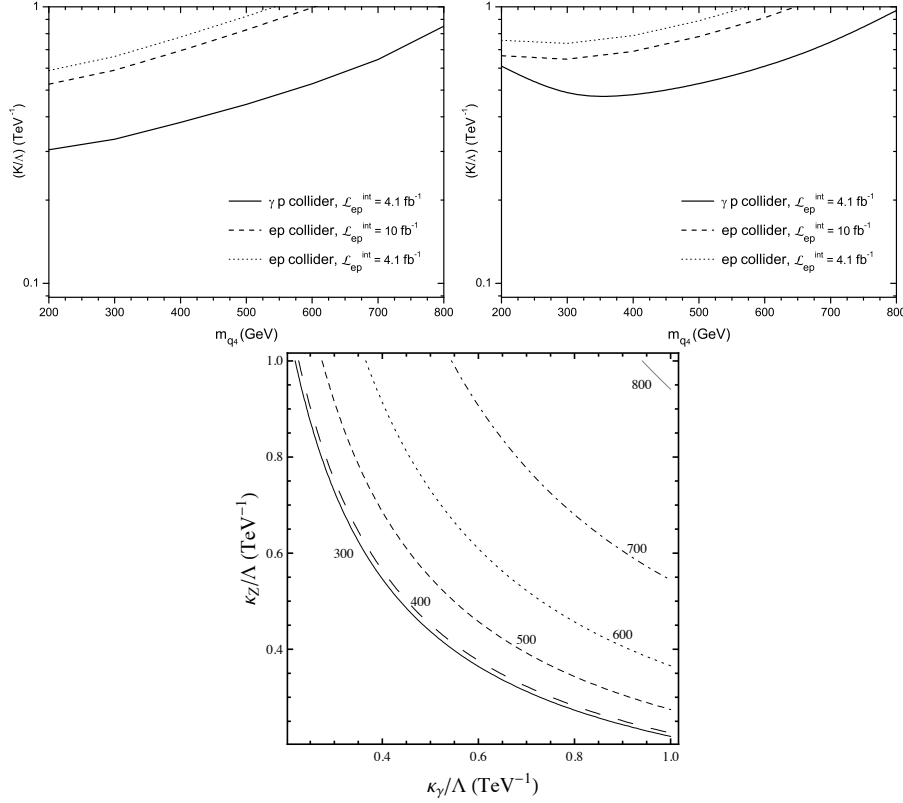 1
(K/Λ) (TeV⁻¹)
0.1
γ p collider, ℒ_ep^int = 4.1 fb⁻¹
ep collider, ℒ_ep^int = 10 fb⁻¹
ep collider, ℒ_ep^int = 4.1 fb⁻¹
200 300 400 500 600 700 800
m_q₄ (GeV)
1
(K/Λ) (TeV⁻¹)
0.1
γ p collider, ℒ_ep^int = 4.1 fb⁻¹
ep collider, ℒ_ep^int = 10 fb⁻¹
ep collider, ℒ_ep^int = 4.1 fb⁻¹
200 300 400 500 600 700 800
m_q₄ (GeV)
1.0
0.8
0.6
0.4
κ_Z/Λ (TeV⁻¹)
800
700
600
500
400
300
0.4 0.6 0.8 1.0
κ_γ/Λ (TeV⁻¹)